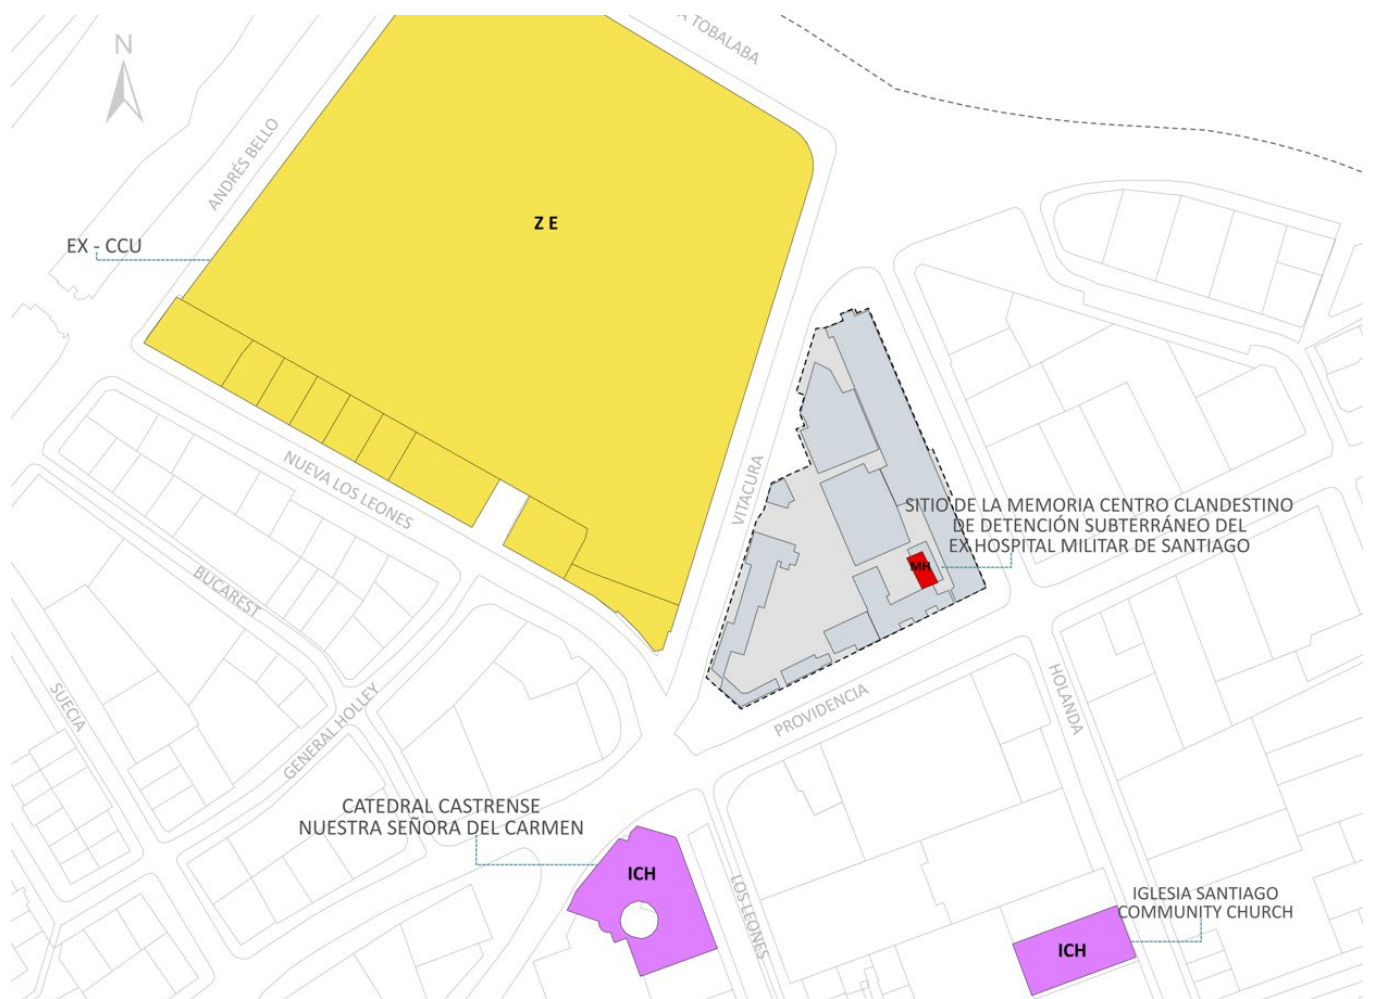 N
A TOBALABA
ANDRÉS BELLO
Z E
EX - CCU
NUEVA LOS LEONES
VITACURA
SITIO DE LA MEMORIA CENTRO CLANDESTINO
DE DETENCIÓN SUBTERRÁNEO DEL
EX HOSPITAL MILITAR DE SANTIAGO
MH
BUCAREST
SUECIA
GENERAL HOLLEY
PROVIDENCIA
HOLANDA
CATEDRAL CASTRENSE
NUESTRA SEÑORA DEL CARMEN
ICH
LOS LEONES
IGLESIA SANTIAGO
COMMUNITY CHURCH
ICH